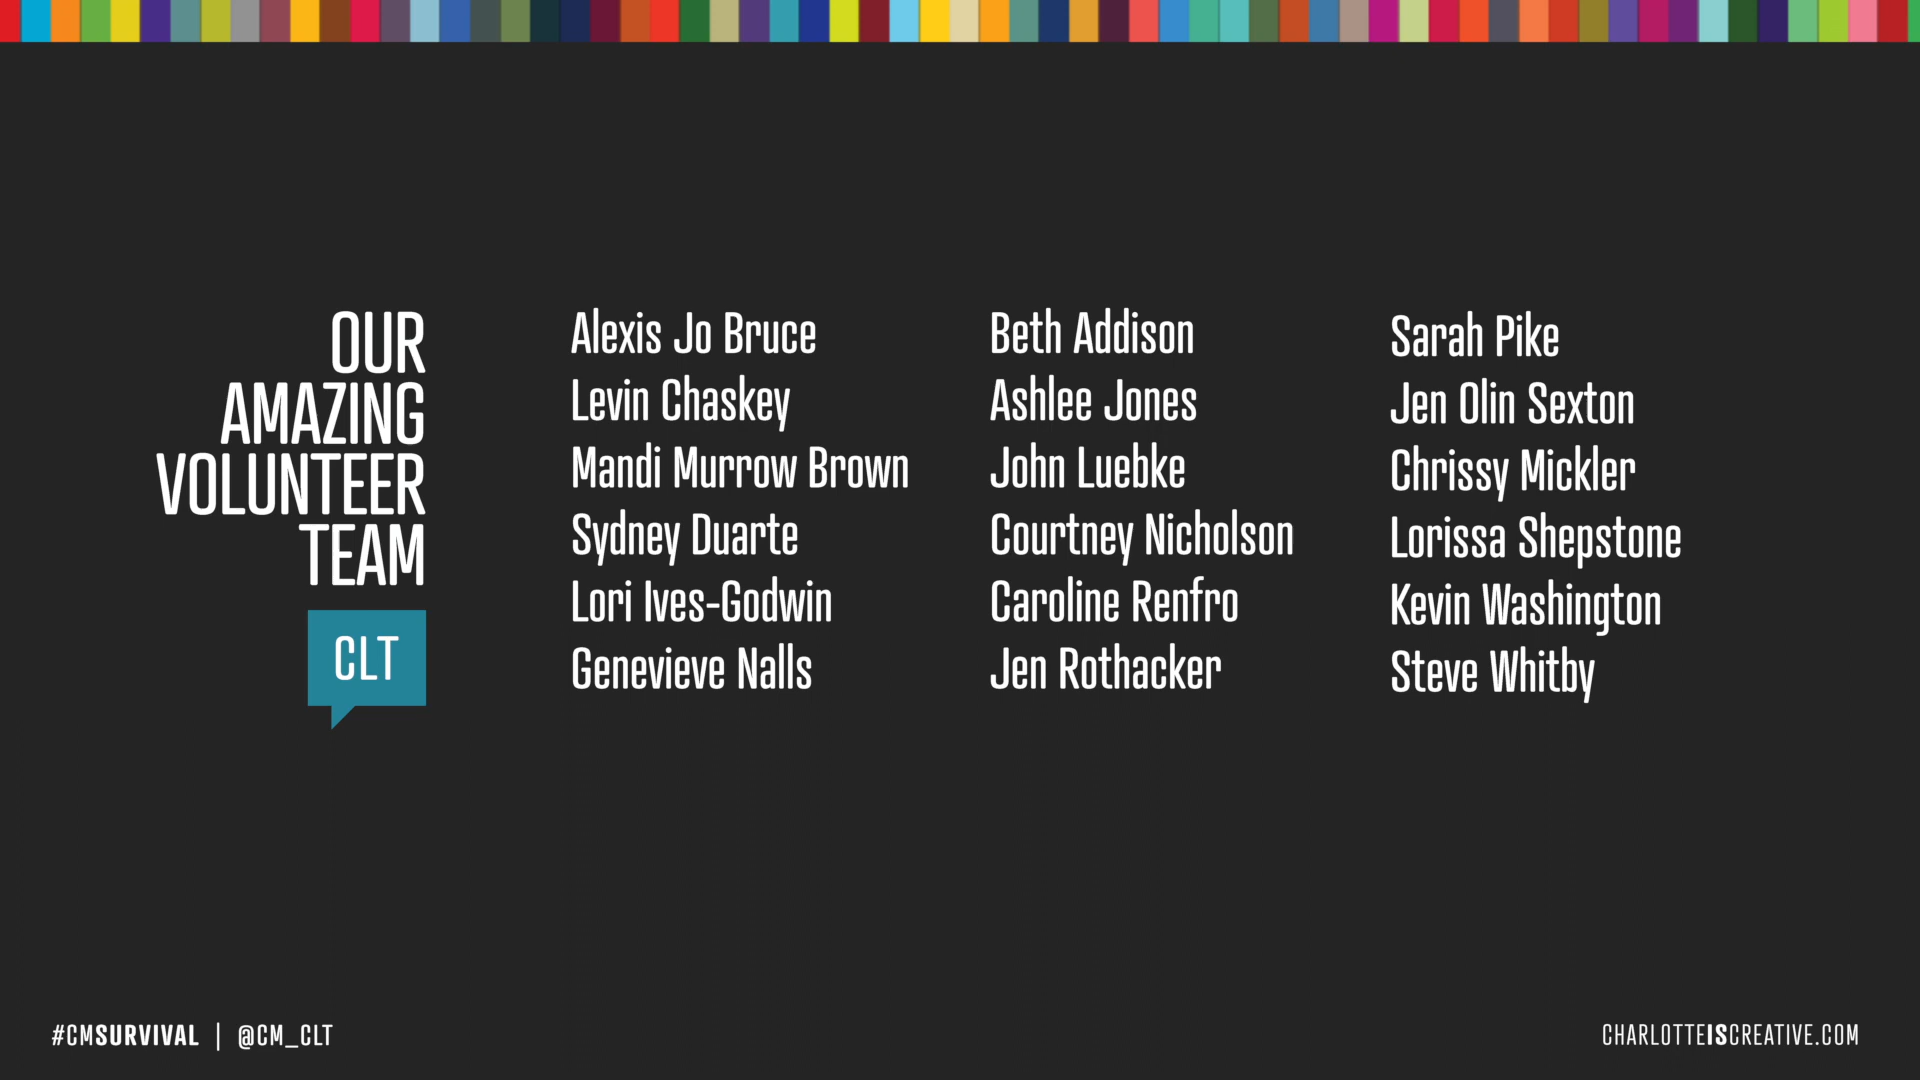 OUR
AMAZING
VOLUNTEER
TEAM
CLT
Alexis Jo Bruce
Levin Chaskey
Mandi Murrow Brown
Sydney Duarte
Lori Ives-Godwin
Genevieve Nalls
Beth Addison
Ashlee Jones
John Luebke
Courtney Nicholson
Caroline Renfro
Jen Rothacker
Sarah Pike
Jen Olin Sexton
Chrissy Mickler
Lorissa Shepstone
Kevin Washington
Steve Whitby
#CMSURVIVAL | @CM_CLT
CHARLOTTEISCREATIVE.COM